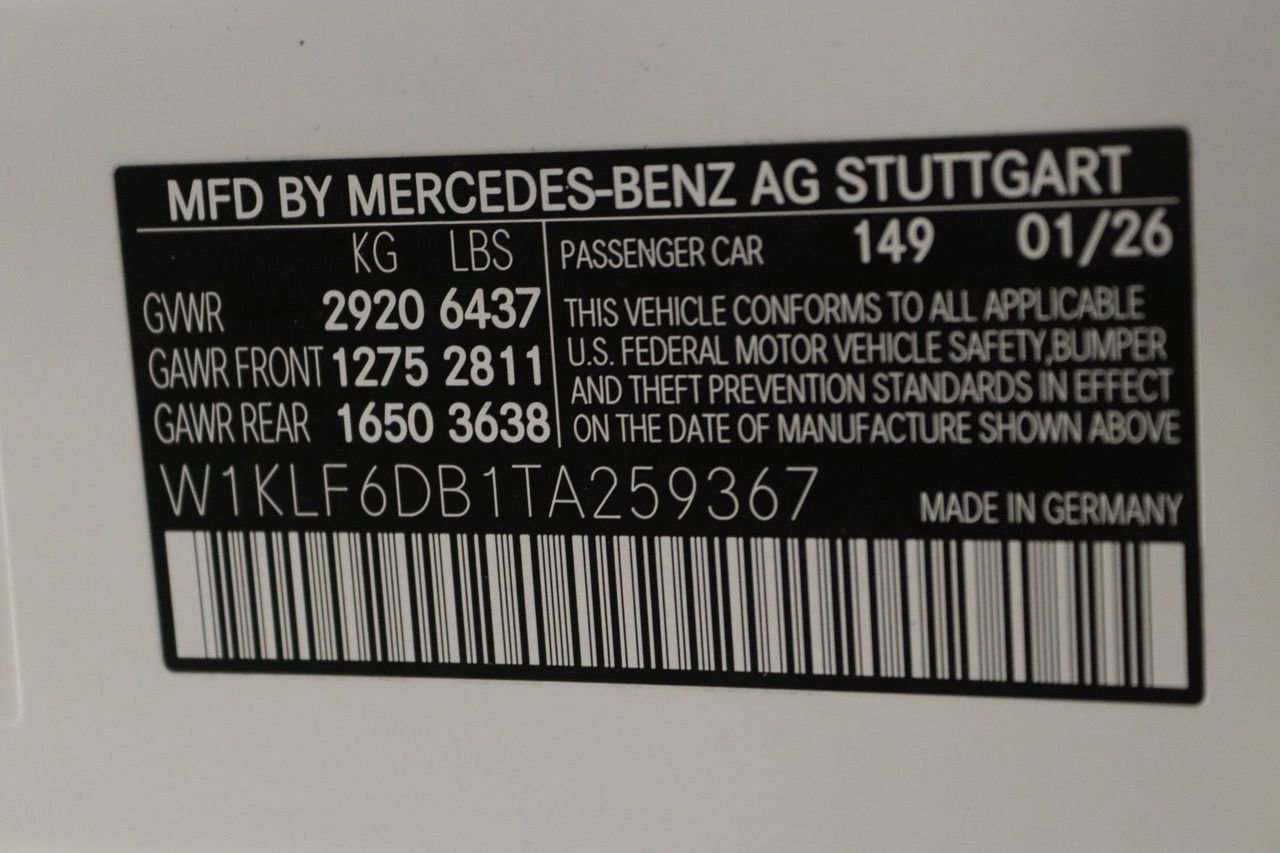 MFD BY MERCEDES-BENZ AG STUTTGART
KG LBS
GVWR 2920 6437
GAWR FRONT 1275 2811
GAWR REAR 1650 3638
PASSENGER CAR 149 01/26
THIS VEHICLE CONFORMS TO ALL APPLICABLE
U.S. FEDERAL MOTOR VEHICLE SAFETY,BUMPER
AND THEFT PREVENTION STANDARDS IN EFFECT
ON THE DATE OF MANUFACTURE SHOWN ABOVE
W1KLF6DB1TA259367
MADE IN GERMANY